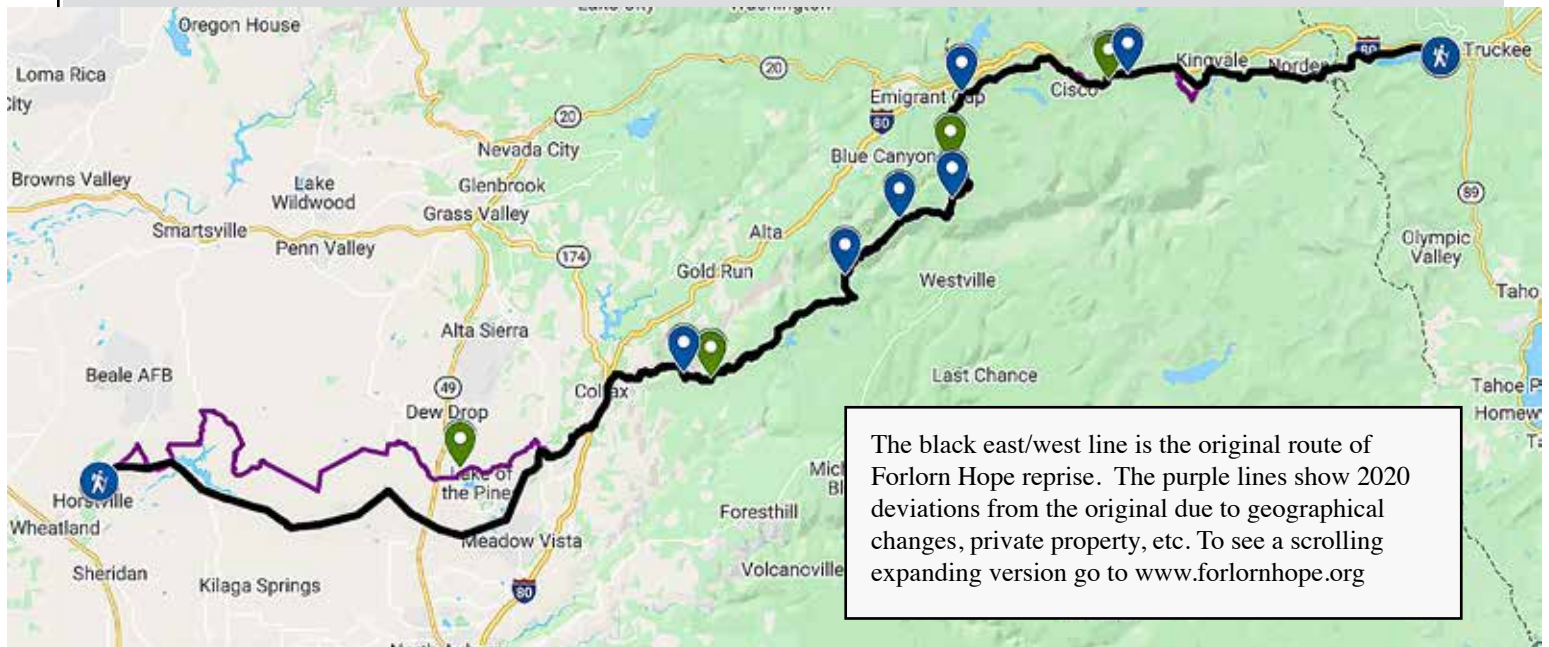 Oregon House
Loma Rica
City
20
Emigrant Gap
80
Cisco
Kingvale
Norden
80
Truckee
20
Nevada City
Blue Canyon
Browns Valley
Lake
Wildwood
Glenbrook
Grass Valley
89
Smartsville
Penn Valley
Alta
Olympic
Valley
174
Gold Run
Westville
Alta Sierra
Beale AFB
49
Colfax
Last Chance
Dew Drop
Lake of
the Pine
Horstville
Wheatland
Foresthill
Meadow Vista
Sheridan
Kilaga Springs
80
Volcanoville
The black east/west line is the original route of
Forlorn Hope reprise. The purple lines show 2020
deviations from the original due to geographical
changes, private property, etc. To see a scrolling
expanding version go to www.forlornhope.org